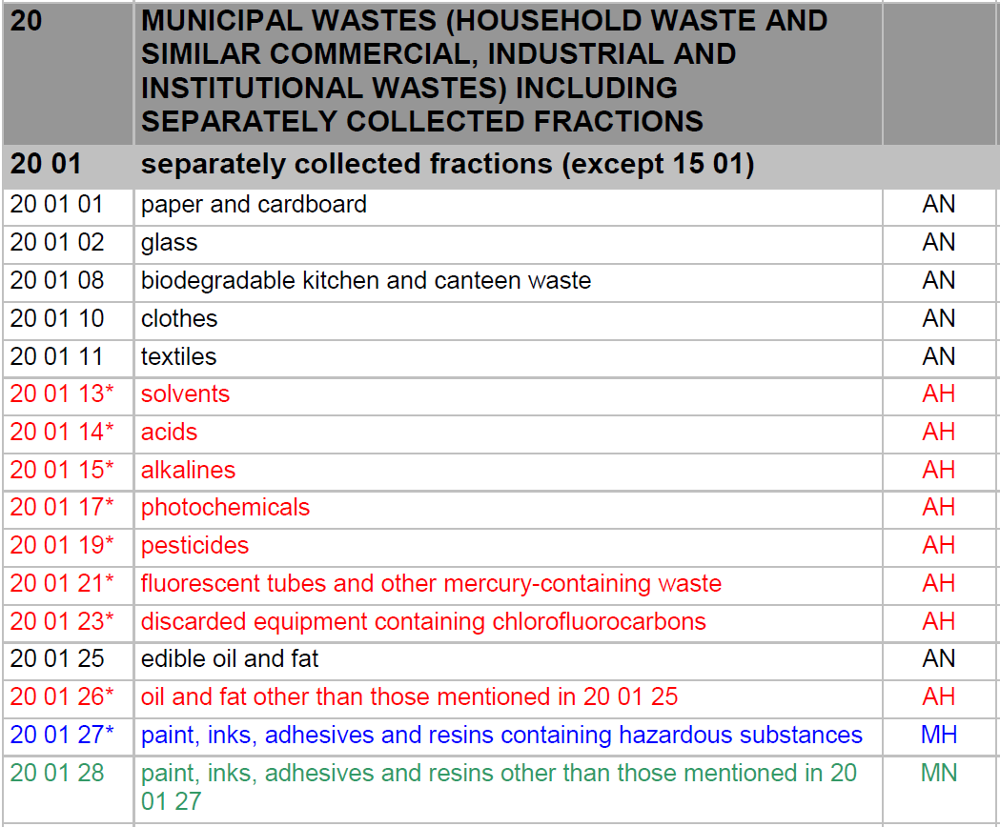 20 MUNICIPAL WASTES (HOUSEHOLD WASTE AND
SIMILAR COMMERCIAL, INDUSTRIAL AND
INSTITUTIONAL WASTES) INCLUDING
SEPARATELY COLLECTED FRACTIONS
20 01 separately collected fractions (except 15 01)
20 01 01 paper and cardboard AN
20 01 02 glass AN
20 01 08 biodegradable kitchen and canteen waste AN
20 01 10 clothes AN
20 01 11 textiles AN
20 01 13* solvents AH
20 01 14* acids AH
20 01 15* alkalines AH
20 01 17* photochemicals AH
20 01 19* pesticides AH
20 01 21* fluorescent tubes and other mercury-containing waste AH
20 01 23* discarded equipment containing chlorofluorocarbons AH
20 01 25 edible oil and fat AN
20 01 26* oil and fat other than those mentioned in 20 01 25 AH
20 01 27* paint, inks, adhesives and resins containing hazardous substances MH
20 01 28 paint, inks, adhesives and resins other than those mentioned in 20 MN
01 27